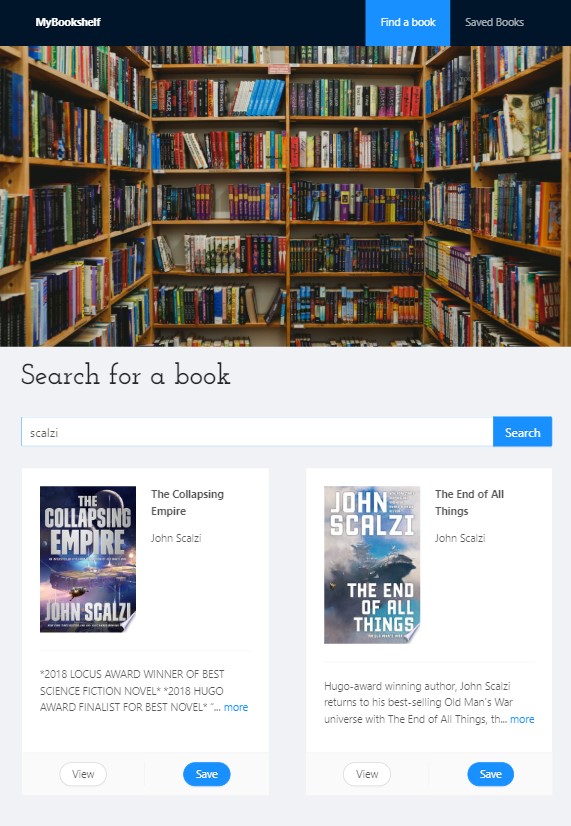 MyBookshelf
Find a book
Saved Books
Search for a book
scalzi
Search
THE
COLLAPSING
EMPIRE
JOHN SCALZI
The Collapsing
Empire
John Scalzi
*2018 LOCUS AWARD WINNER OF BEST
SCIENCE FICTION NOVEL* *2018 HUGO
AWARD FINALIST FOR BEST NOVEL* "... more
View
Save
JOHN
SCALZI
THE END
OF ALL
THINGS
The End of All
Things
John Scalzi
Hugo-award winning author, John Scalzi
returns to his best-selling Old Man's War
universe with The End of All Things, th... more
View
Save